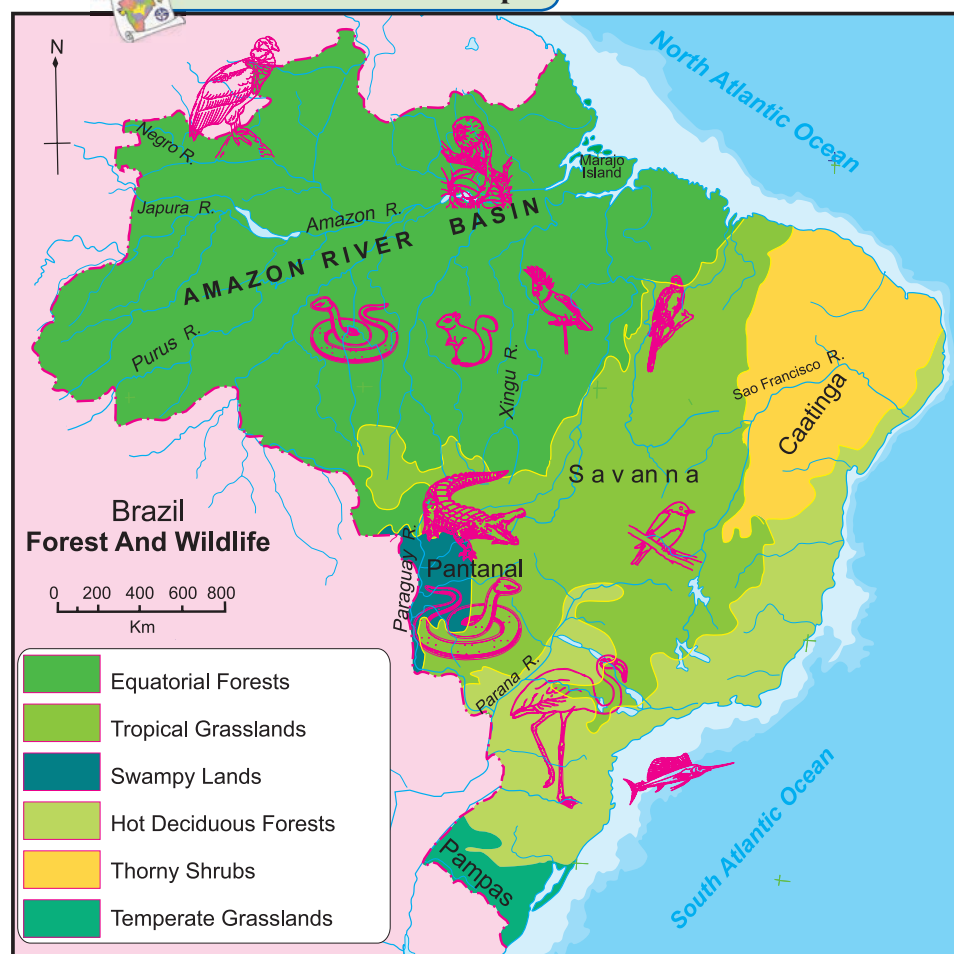 N
North Atlantic Ocean
Negro R.
Marajo
Island
Japura R.
Amazon R.
AMAZON RIVER BASIN
Purus R.
Xingu R.
Sao Francisco R.
Caatinga
Savanna
Brazil
Forest And Wildlife
Paraguay R.
Pantanal
0 200 400 600 800
Km
Parana R.
Equatorial Forests
Tropical Grasslands
Swampy Lands
Hot Deciduous Forests
Thorny Shrubs
Temperate Grasslands
Pampas
South Atlantic Ocean